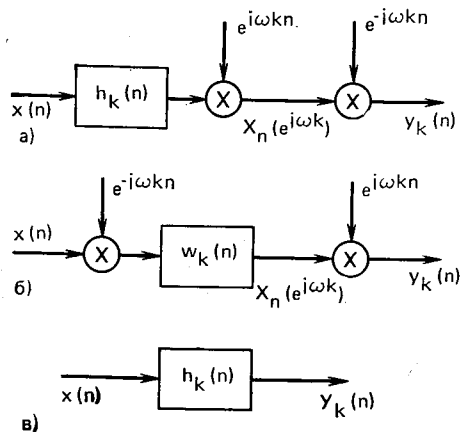 e^{iωkn} e^{-iωkn}
x(n) h_k(n) X X_n(e^{iωk}) X y_k(n)
а)
e^{-iωkn} e^{iωkn}
x(n) X w_k(n) X_n(e^{iωk}) X y_k(n)
б)
x(n) h_k(n) y_k(n)
в)